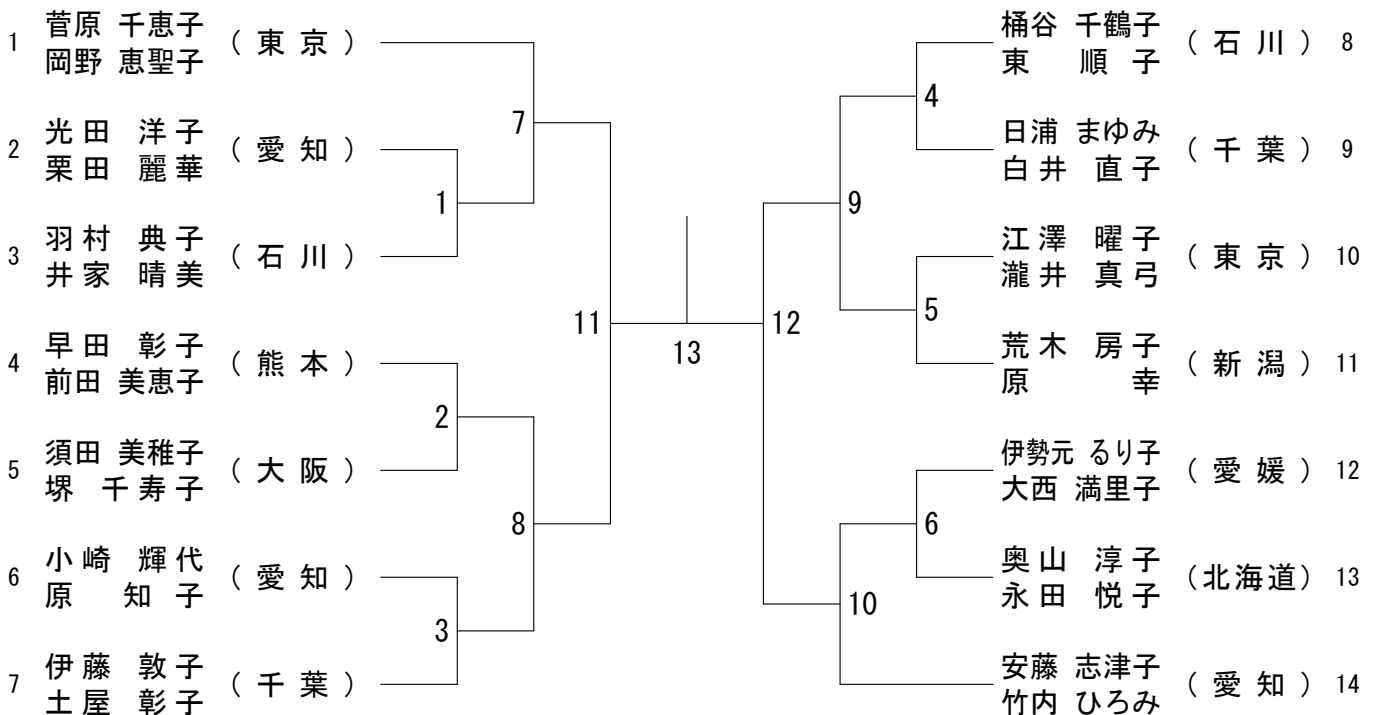 1 菅原 千恵子 (東京)
岡野 恵聖子
2 光田 洋子 (愛知)
栗田 麗華
3 羽村 典子 (石川)
井家 晴美
4 早田 彰子 (熊本)
前田 美恵子
5 須田 美稚子 (大阪)
堺 千寿子
6 小崎 輝代 (愛知)
原 知子
7 伊藤 敦子 (千葉)
土屋 彰子
7
1
2
8
3
11
13
12
4
9
5
6
10
桶谷 千鶴子 (石川) 8
東 順子
日浦 まゆみ (千葉) 9
白井 直子
江澤 曜子 (東京) 10
瀧井 真弓
荒木 房子 (新潟) 11
原 幸
伊勢元 るり子 (愛媛) 12
大西 満里子
奥山 淳子 (北海道) 13
永田 悦子
安藤 志津子 (愛知) 14
竹内 ひろみ